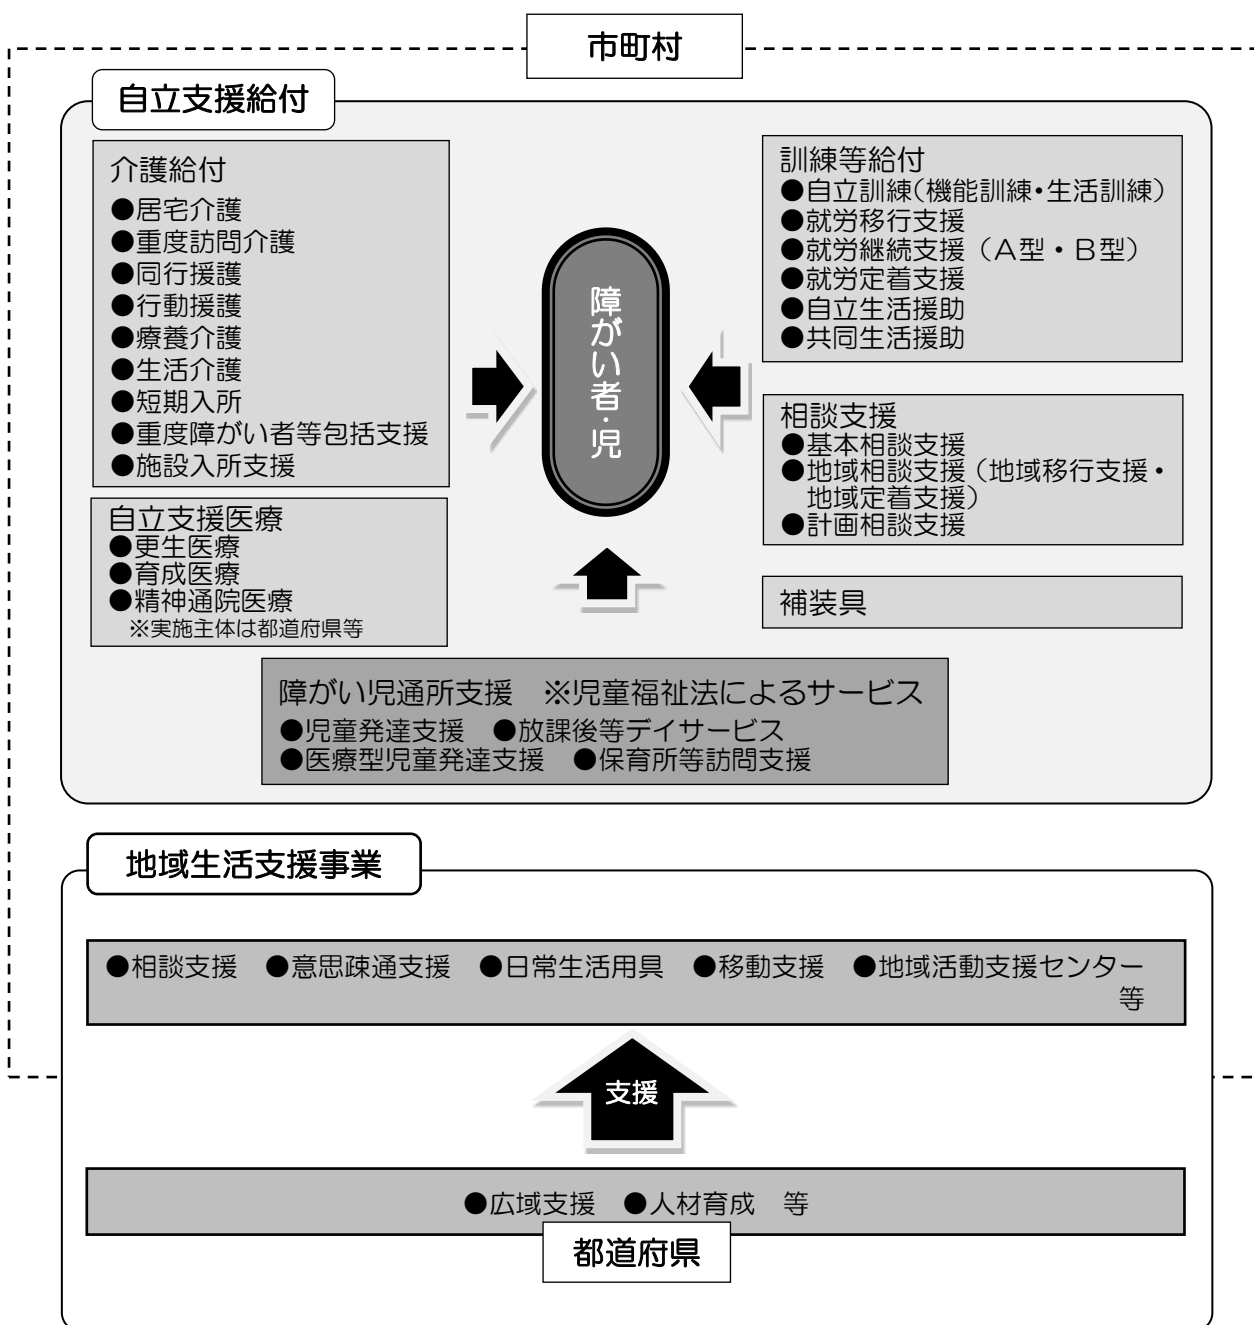 市町村
自立支援給付
介護給付
●居宅介護
●重度訪問介護
●同行援護
●行動援護
●療養介護
●生活介護
●短期入所
●重度障がい者等包括支援
●施設入所支援
自立支援医療
●更生医療
●育成医療
●精神通院医療
※実施主体は都道府県等
障がい者・児
訓練等給付
●自立訓練(機能訓練・生活訓練)
●就労移行支援
●就労継続支援（A型・B型）
●就労定着支援
●自立生活援助
●共同生活援助
相談支援
●基本相談支援
●地域相談支援(地域移行支援・
地域定着支援)
●計画相談支援
補装具
障がい児通所支援　※児童福祉法によるサービス
●児童発達支援　●放課後等デイサービス
●医療型児童発達支援　●保育所等訪問支援
地域生活支援事業
●相談支援　●意思疎通支援　●日常生活用具　●移動支援　●地域活動支援センター
等
支援
●広域支援　●人材育成　等
都道府県